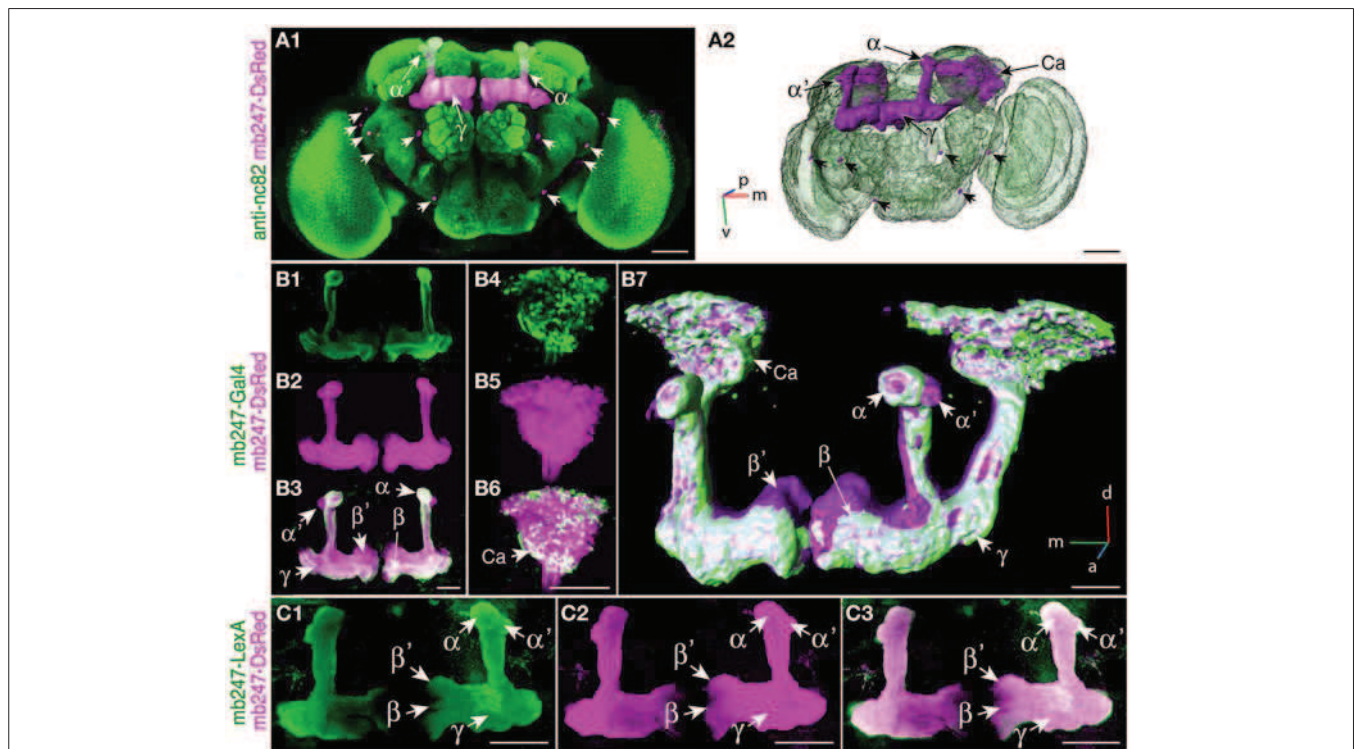 A1
anti-nc82 mb247-DsRed
α
α
γ
A2
α
α’
Ca
γ
p
m
v
mb247-Gal4
mb247-DsRed
B1
B2
B3
α
α’
β’
β
γ
B4
B5
B6
Ca
B7
Ca
α
α’
β’
β
γ
d
m
a
mb247-LexA
mb247-DsRed
C1
α
α’
β’
β
γ
C2
α
α’
β’
β
γ
C3
α
α’
β’
β
γ